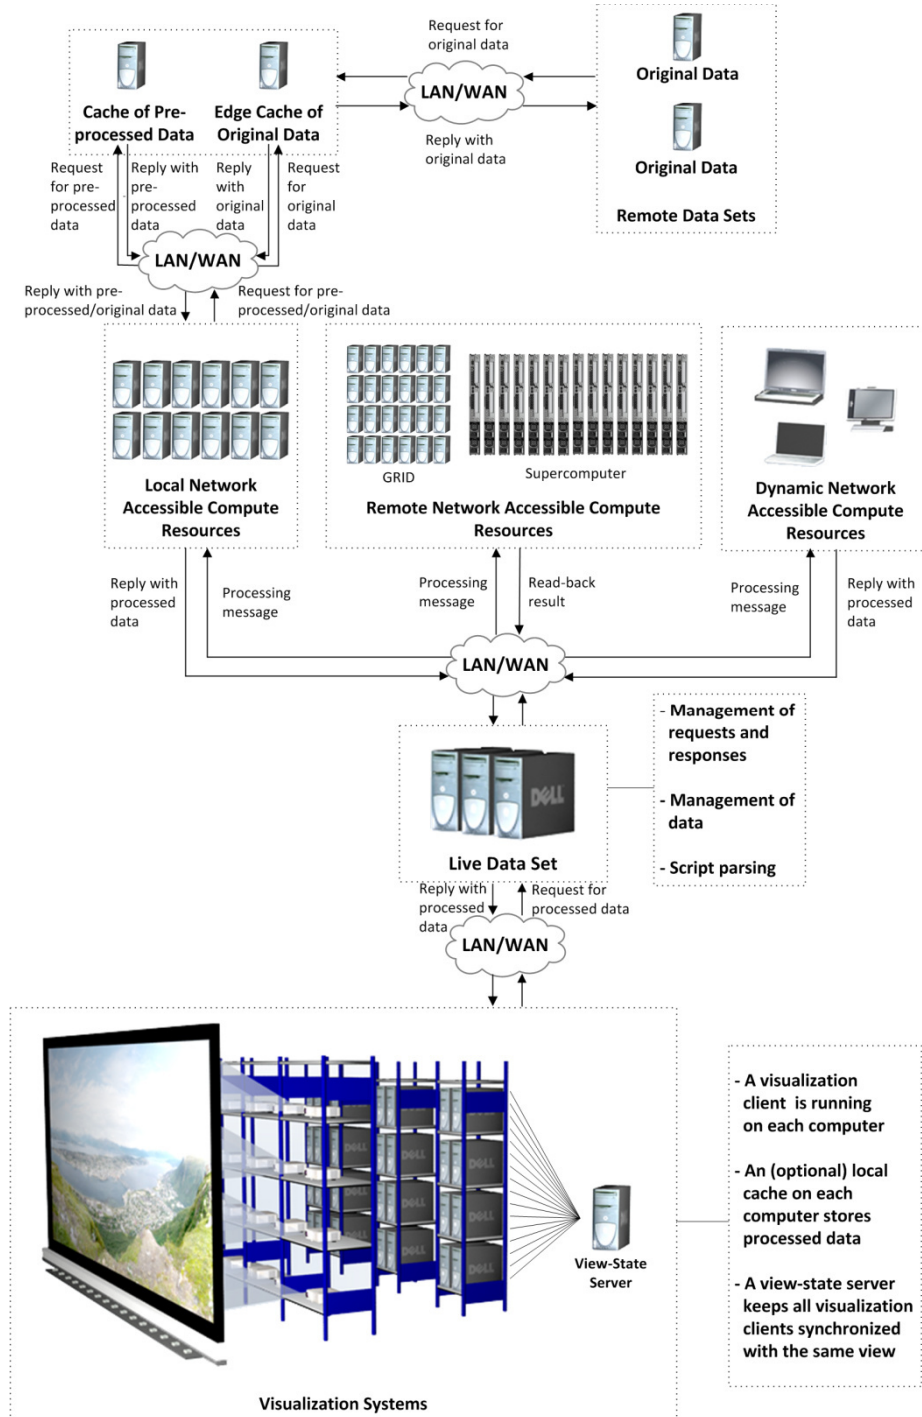 Request for
original data
LAN/WAN
Reply with
original data
Cache of Pre-
processed Data
Edge Cache of
Original Data
Original Data
Original Data
Remote Data Sets
Request
for pre-
processed
data
Reply with
pre-
processed
data
Reply
with
original
data
Request
for
original
data
LAN/WAN
Reply with pre-
processed/original data
Request for pre-
processed/original data
Local Network
Accessible Compute
Resources
GRID
Supercomputer
Remote Network Accessible Compute
Resources
Dynamic Network
Accessible Compute
Resources
Reply with
processed
data
Processing
message
Processing
message
Read-back
result
Processing
message
Reply with
processed
data
LAN/WAN
DELL
Live Data Set
- Management of
requests and
responses
- Management of
data
- Script parsing
Reply with
processed
data
Request for
processed data
LAN/WAN
DELL
DELL
DELL
DELL
View-State
Server
Visualization Systems
- A visualization
client is running
on each computer
- An (optional) local
cache on each
computer stores
processed data
- A view-state server
keeps all visualization
clients synchronized
with the same view